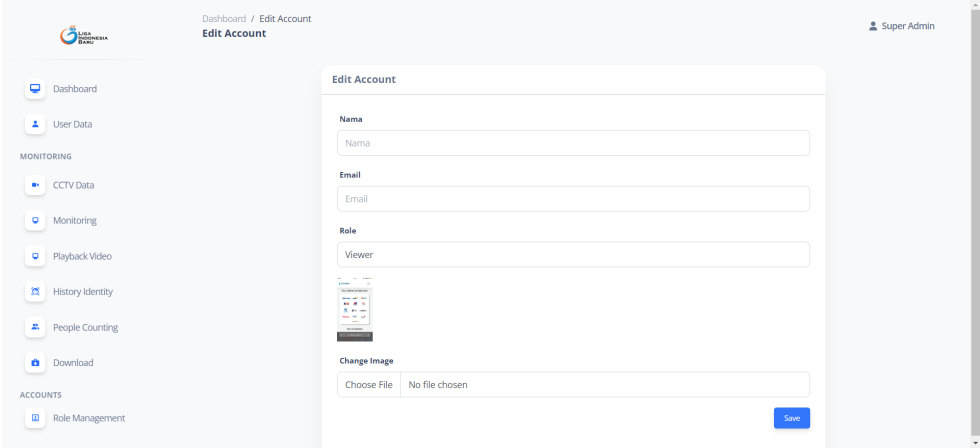 Dashboard / Edit Account
Edit Account
Super Admin
LIGA
INDONESIA
BARU
Dashboard
User Data
MONITORING
CCTV Data
Monitoring
Playback Video
History Identity
People Counting
Download
ACCOUNTS
Role Management
Edit Account
Nama
Nama
Email
Email
Role
Viewer
Change Image
Choose File No file chosen
Save